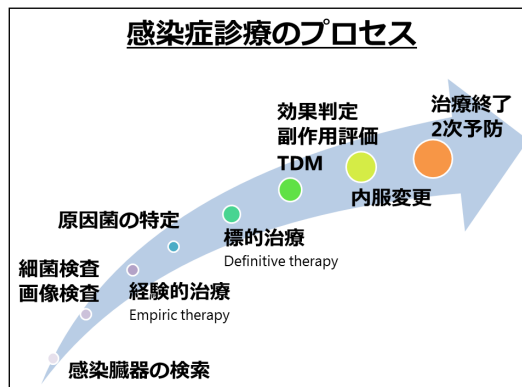 感染症診療のプロセス
治療終了
2次予防
効果判定
副作用評価
TDM
内服変更
原因菌の特定
標的治療
Definitive therapy
細菌検査
画像検査
経験的治療
Empiric therapy
感染臓器の検索